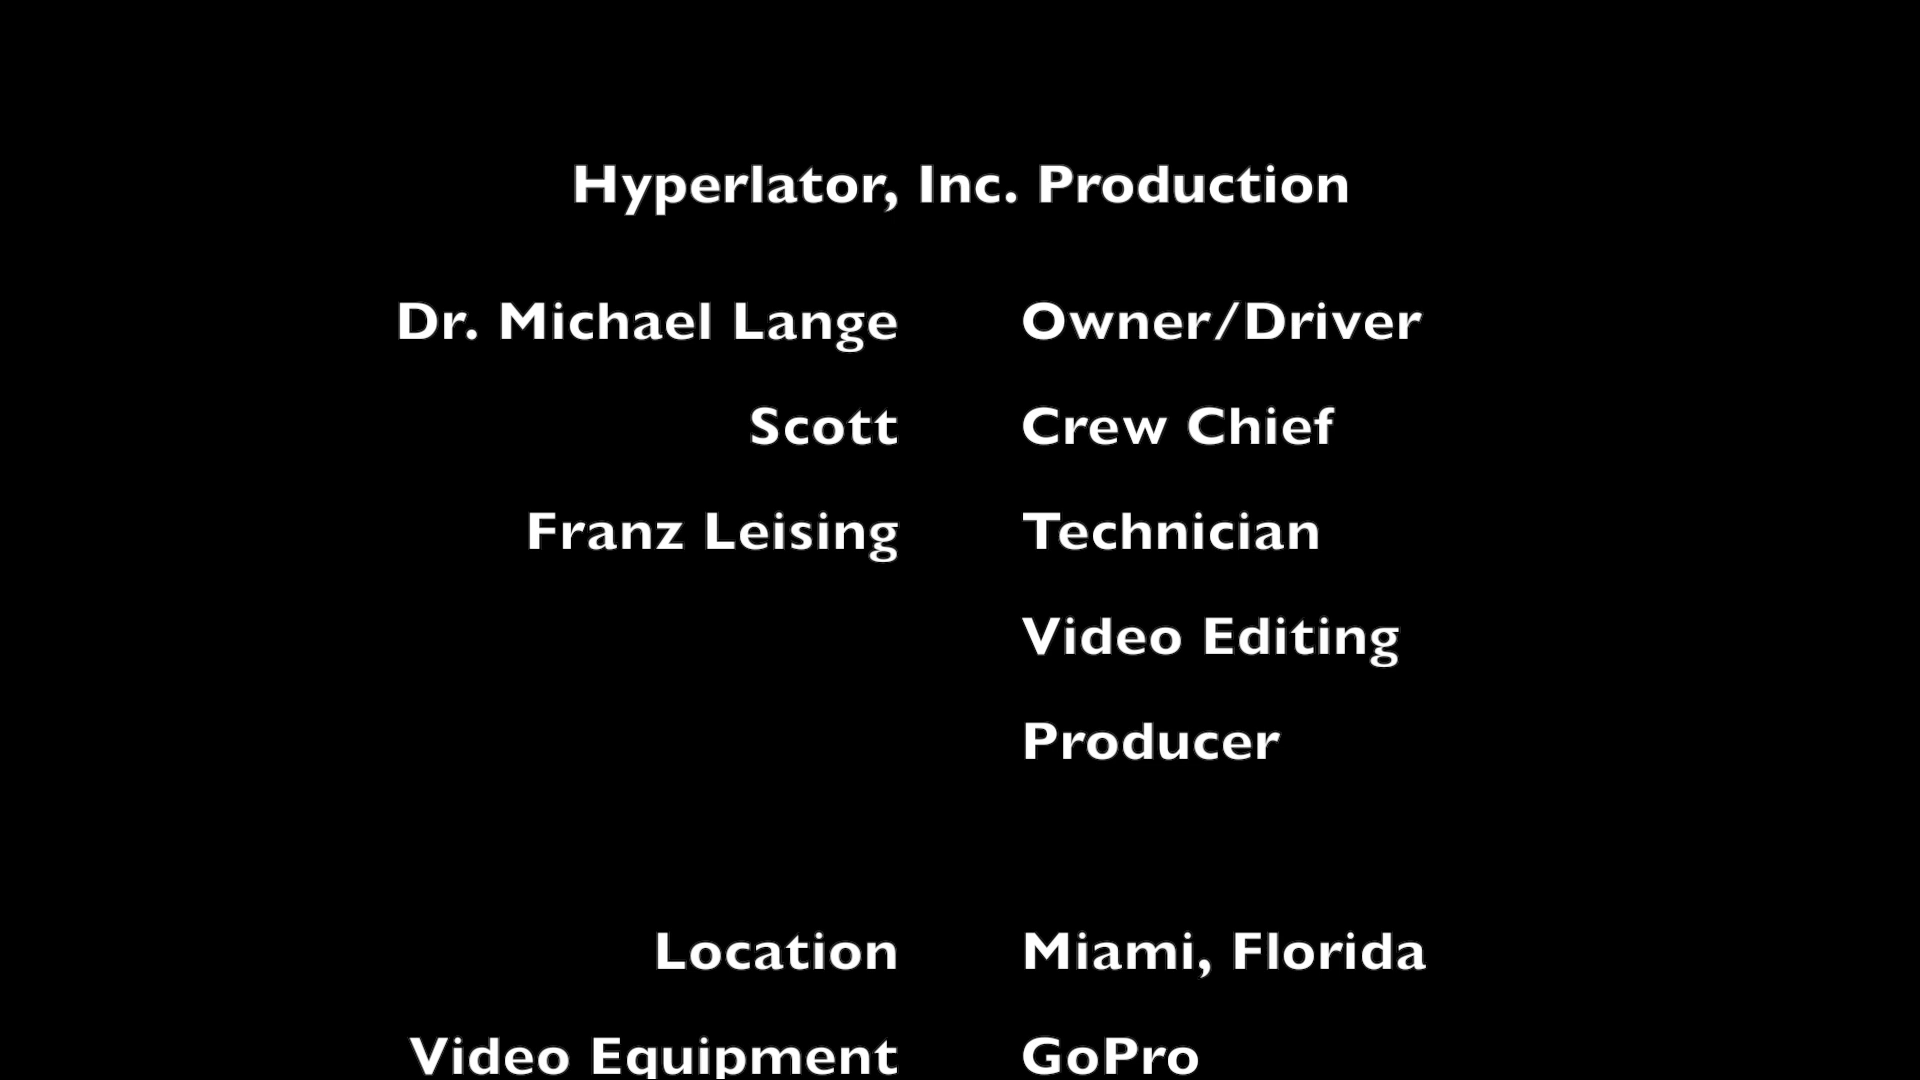 Hyperlator, Inc. Production
Dr. Michael Lange Owner/Driver
Scott Crew Chief
Franz Leising Technician
Video Editing
Producer
Location Miami, Florida
Video Equipment GoPro